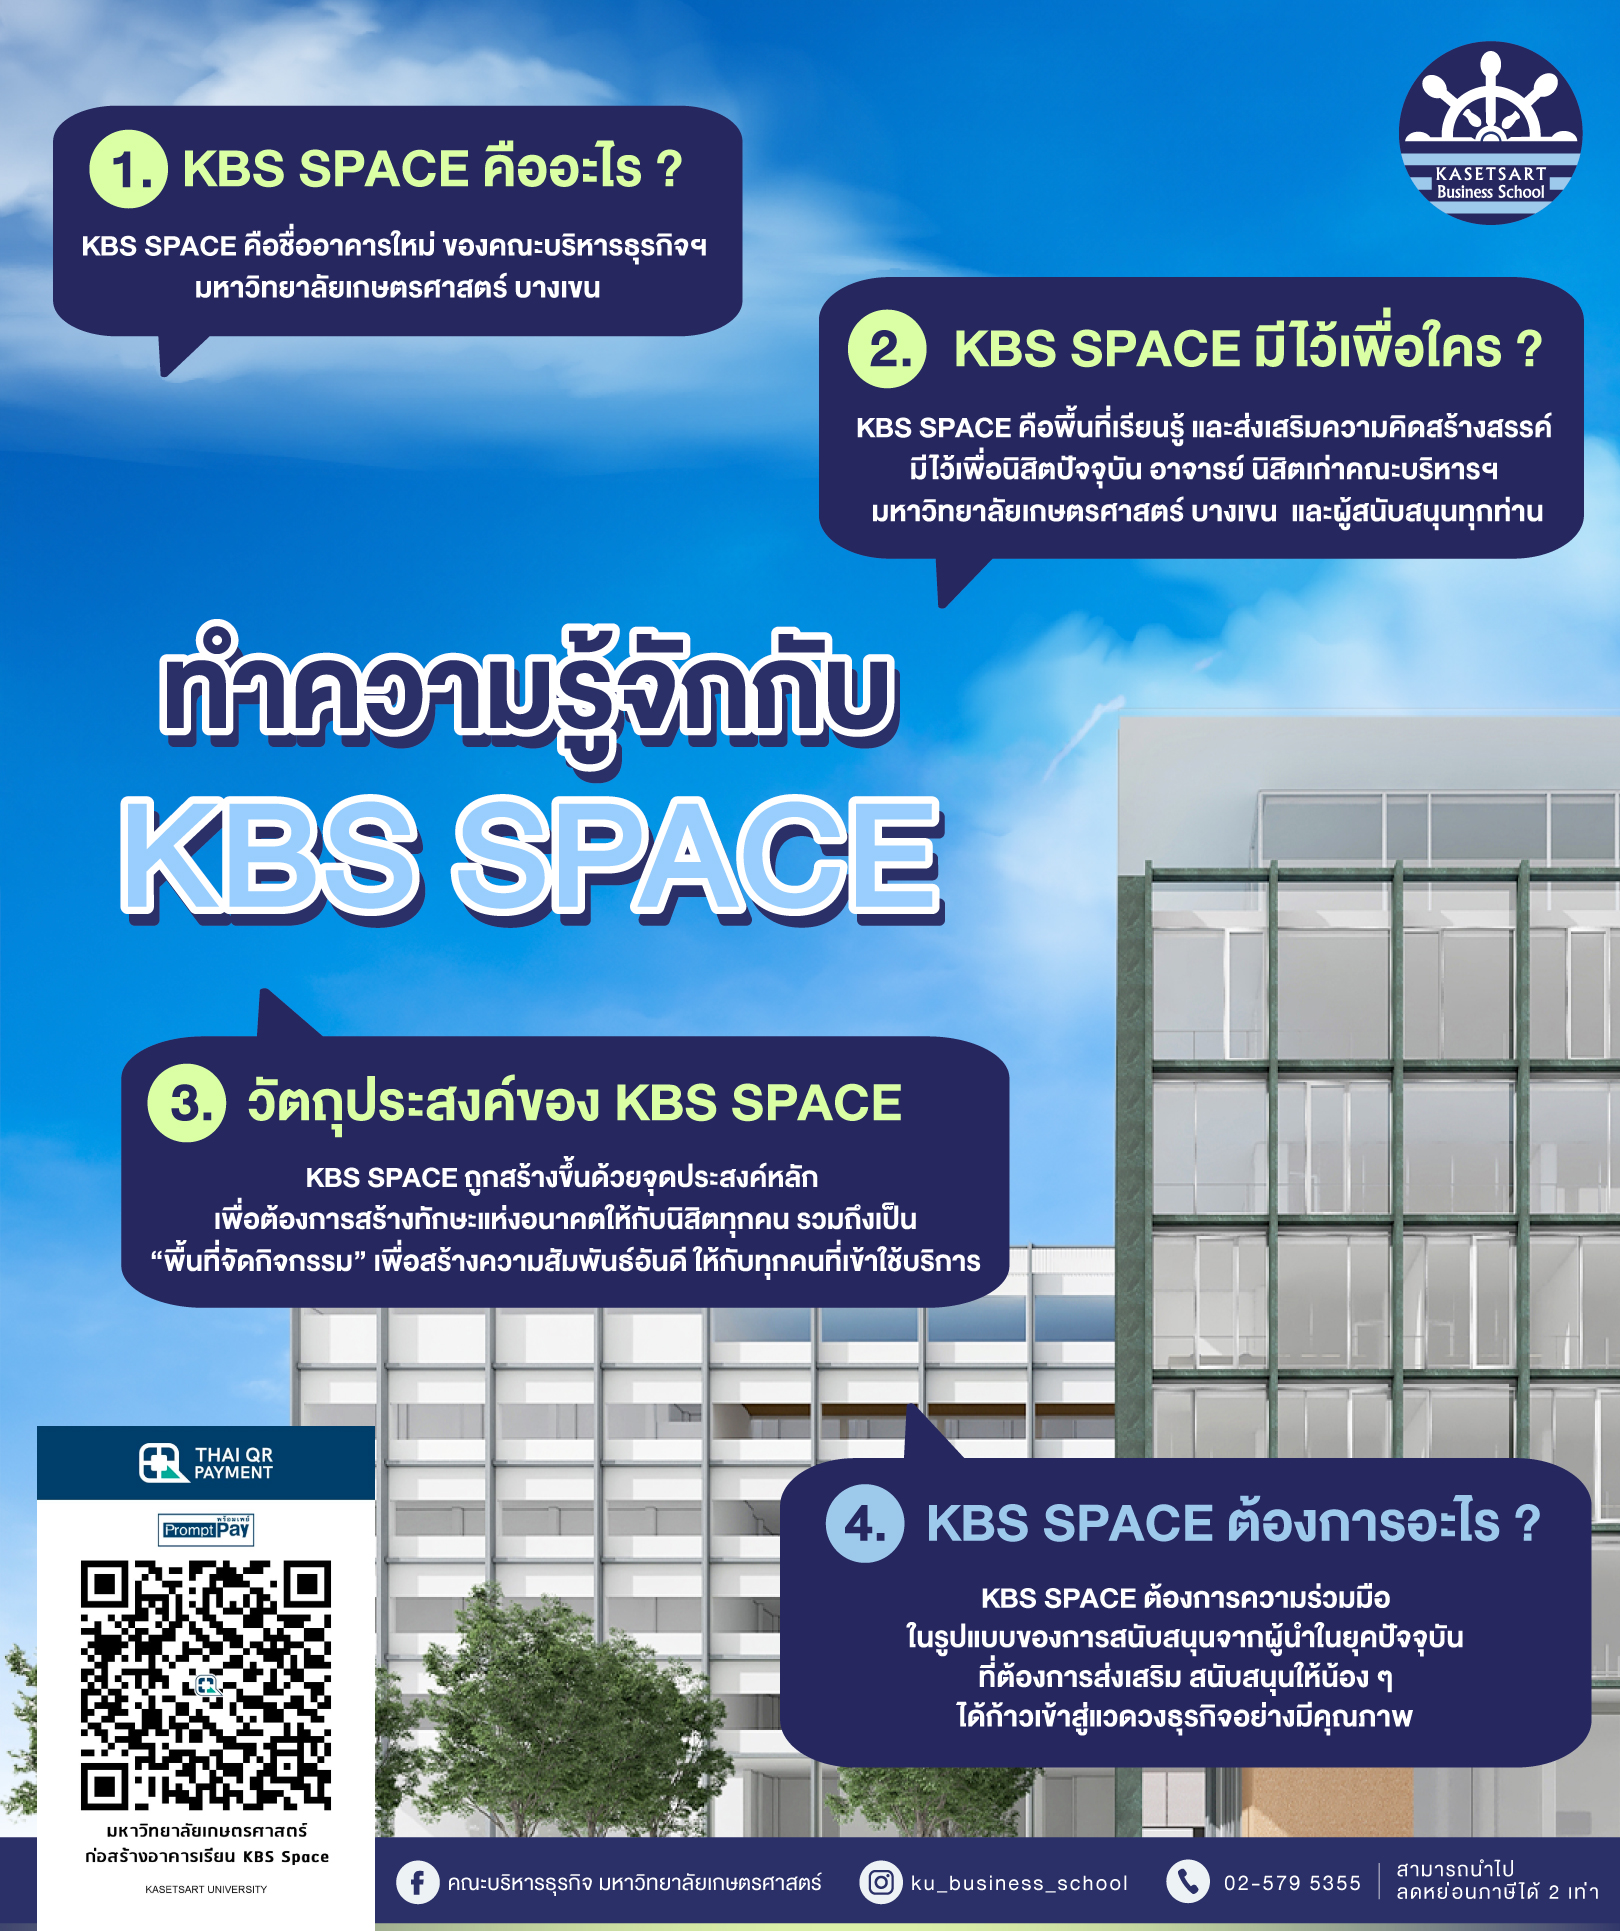 KASETSART
Business School
1. KBS SPACE คืออะไร ?
KBS SPACE คือชื่ออาคารใหม่ ของคณะบริหารธุรกิจฯ
มหาวิทยาลัยเกษตรศาสตร์ บางเขน
2. KBS SPACE มีไว้เพื่อใคร ?
KBS SPACE คือพื้นที่เรียนรู้ และส่งเสริมความคิดสร้างสรรค์
มีไว้เพื่อนิสิตปัจจุบัน อาจารย์ นิสิตเก่าคณะบริหารฯ
มหาวิทยาลัยเกษตรศาสตร์ บางเขน และผู้สนับสนุนทุกท่าน
ทำความรู้จักกับ
KBS SPACE
3. วัตถุประสงค์ของ KBS SPACE
KBS SPACE ถูกสร้างขึ้นด้วยจุดประสงค์หลัก
เพื่อต้องการสร้างทักษะแห่งอนาคตให้กับนิสิตทุกคน รวมถึงเป็น
“พื้นที่จัดกิจกรรม” เพื่อสร้างความสัมพันธ์อันดี ให้กับทุกคนที่เข้าใช้บริการ
4. KBS SPACE ต้องการอะไร ?
KBS SPACE ต้องการความร่วมมือ
ในรูปแบบของการสนับสนุนจากผู้นำในยุคปัจจุบัน
ที่ต้องการส่งเสริม สนับสนุนให้น้อง ๆ
ได้ก้าวเข้าสู่แวดวงธุรกิจอย่างมีคุณภาพ
THAI QR
PAYMENT
พร้อมเพย์
PromptPay
มหาวิทยาลัยเกษตรศาสตร์
ก่อสร้างอาคารเรียน KBS Space
KASETSART UNIVERSITY
คณะบริหารธุรกิจ มหาวิทยาลัยเกษตรศาสตร์
ku_business_school
02-579 5355
สามารถนำไป
ลดหย่อนภาษีได้ 2 เท่า